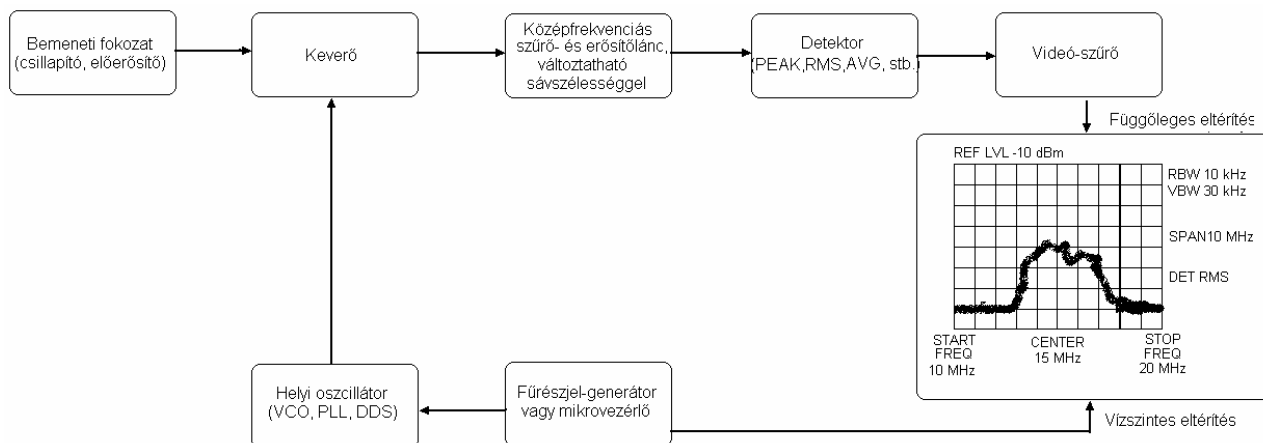 Bemeneti fokozat
(csillapító, előerősítő)
Keverő
Középfrekvenciás
szűrő- és erősítőlánc,
változtatható
sávszélességgel
Detektor
(PEAK,RMS,AVG, stb.)
Videó-szűrő
Függőleges eltérítés
REF LVL -10 dBm
RBW 10 kHz
VBW 30 kHz
SPAN10 MHz
DET RMS
START
FREQ
10 MHz
CENTER
15 MHz
STOP
FREQ
20 MHz
Helyi oszcillátor
(VCO, PLL, DDS)
Fűrészjel-generátor
vagy mikrovezérlő
Vízszintes eltérítés